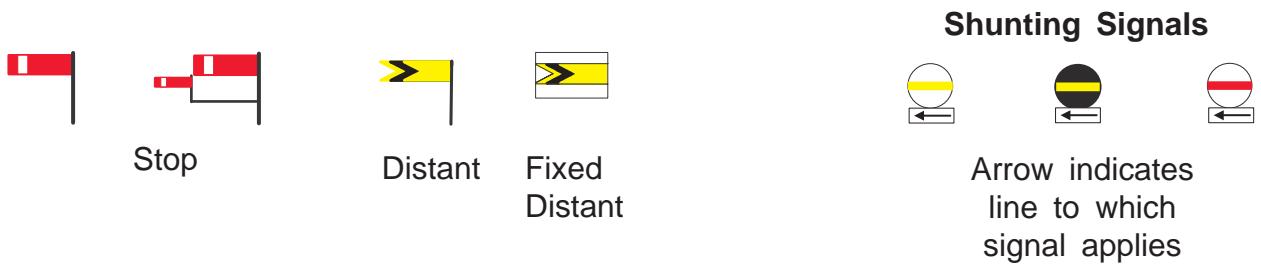 Shunting Signals
Stop
Distant
Fixed
Distant
Arrow indicates
line to which
signal applies